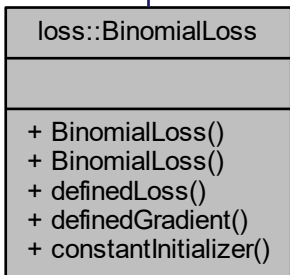 loss::BinomialLoss
+ BinomialLoss()
+ BinomialLoss()
+ definedLoss()
+ definedGradient()
+ constantInitializer()